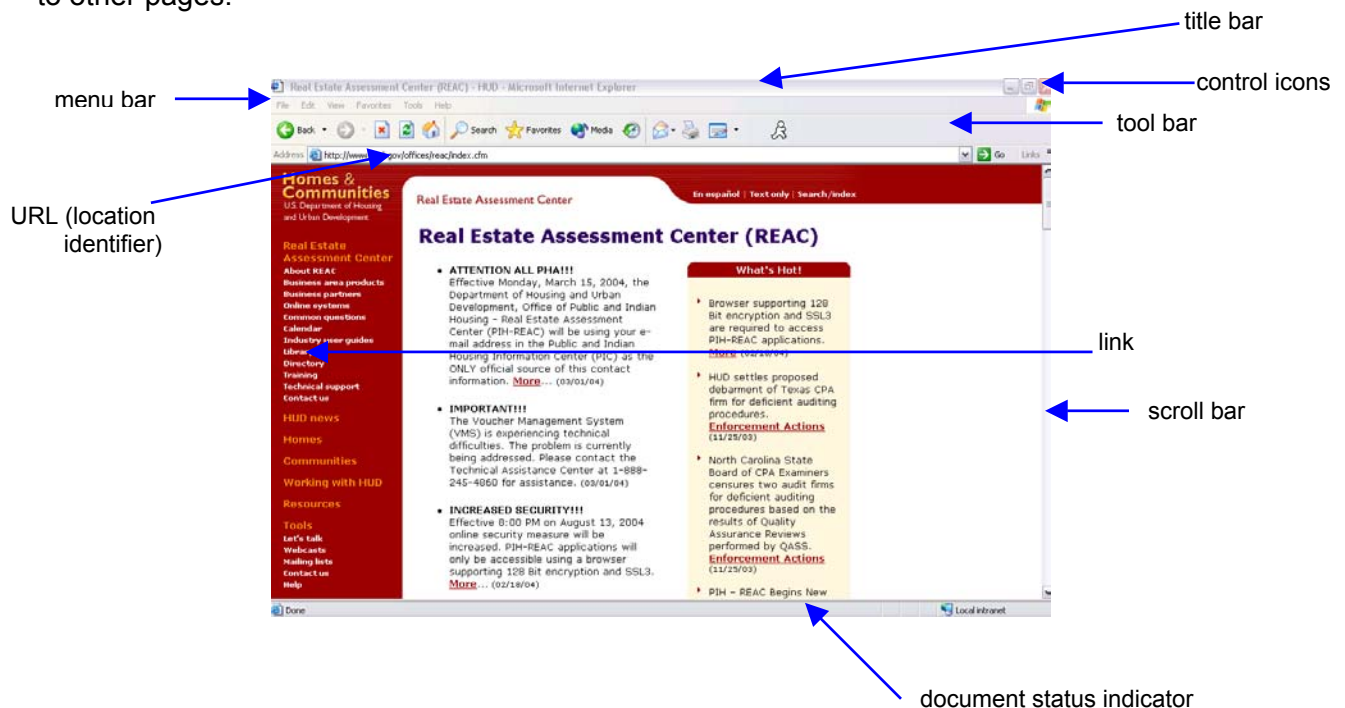 to other pages.
title bar
control icons
menu bar
tool bar
URL (location
identifier)
link
scroll bar
document status indicator
Real Estate Assessment Center (REAC) - HUD - Microsoft Internet Explorer
File Edit View Favorites Tools Help
Back Search Favorites Media
Address http://www. gov/offices/reac/index.cfm Go Links
Homes &
Communities
U.S. Department of Housing
and Urban Development
Real Estate Assessment Center
En español | Text only | Search/index
Real Estate
Assessment Center
About REAC
Business area products
Business partners
Online systems
Common questions
Calendar
Industry user guides
Library
Directory
Training
Technical support
Contact us
HUD news
Homes
Communities
Working with HUD
Resources
Tools
Let's talk
Webcasts
Mailing lists
Contact us
Help
Real Estate Assessment Center (REAC)
• ATTENTION ALL PHA!!!
Effective Monday, March 15, 2004, the
Department of Housing and Urban
Development, Office of Public and Indian
Housing - Real Estate Assessment
Center (PIH-REAC) will be using your e-
mail address in the Public and Indian
Housing Information Center (PIC) as the
ONLY official source of this contact
information. More... (03/01/04)
• IMPORTANT!!!
The Voucher Management System
(VMS) is experiencing technical
difficulties. The problem is currently
being addressed. Please contact the
Technical Assistance Center at 1-888-
245-4860 for assistance. (03/01/04)
• INCREASED SECURITY!!!
Effective 8:00 PM on August 13, 2004
online security measure will be
increased. PIH-REAC applications will
only be accessible using a browser
supporting 128 Bit encryption and SSL3.
More... (02/18/04)
What's Hot!
Browser supporting 128
Bit encryption and SSL3
are required to access
PIH-REAC applications.
More (02/18/04)
HUD settles proposed
debarment of Texas CPA
firm for deficient auditing
procedures.
Enforcement Actions
(11/25/03)
North Carolina State
Board of CPA Examiners
censures two audit firms
for deficient auditing
procedures based on the
results of Quality
Assurance Reviews
performed by QASS.
Enforcement Actions
(11/25/03)
PIH - REAC Begins New
Done
Local intranet